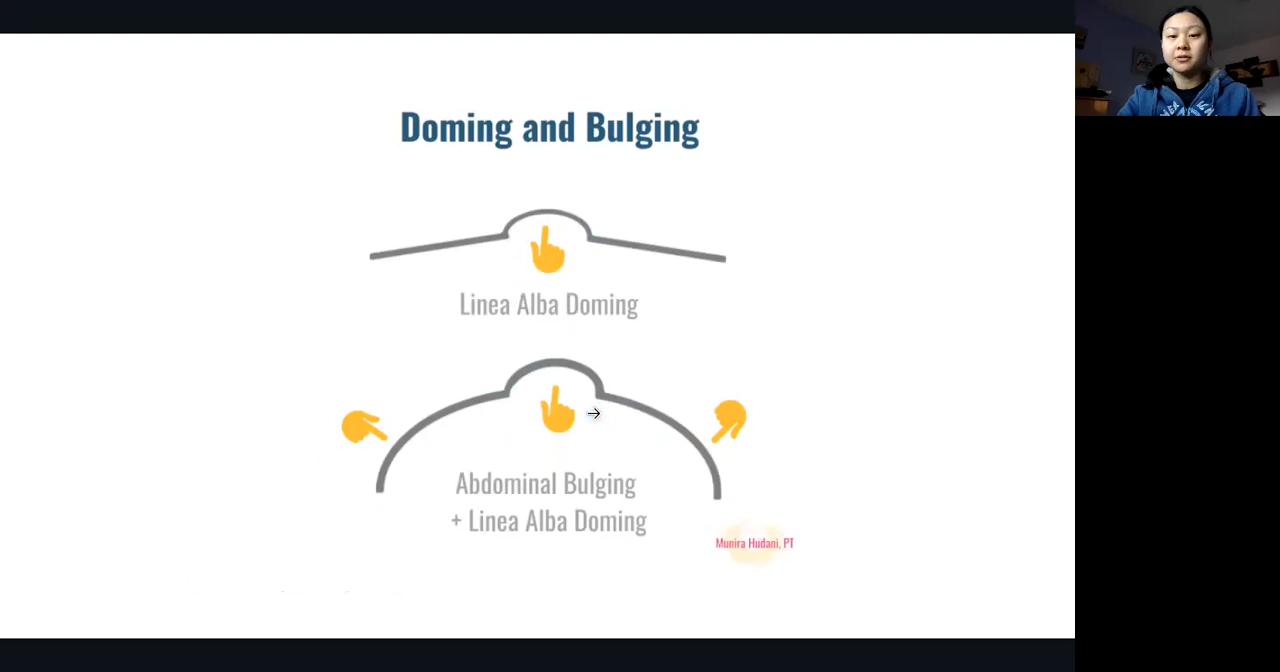 Doming and Bulging
Linea Alba Doming
Abdominal Bulging
+ Linea Alba Doming
Munira Hudani, PT